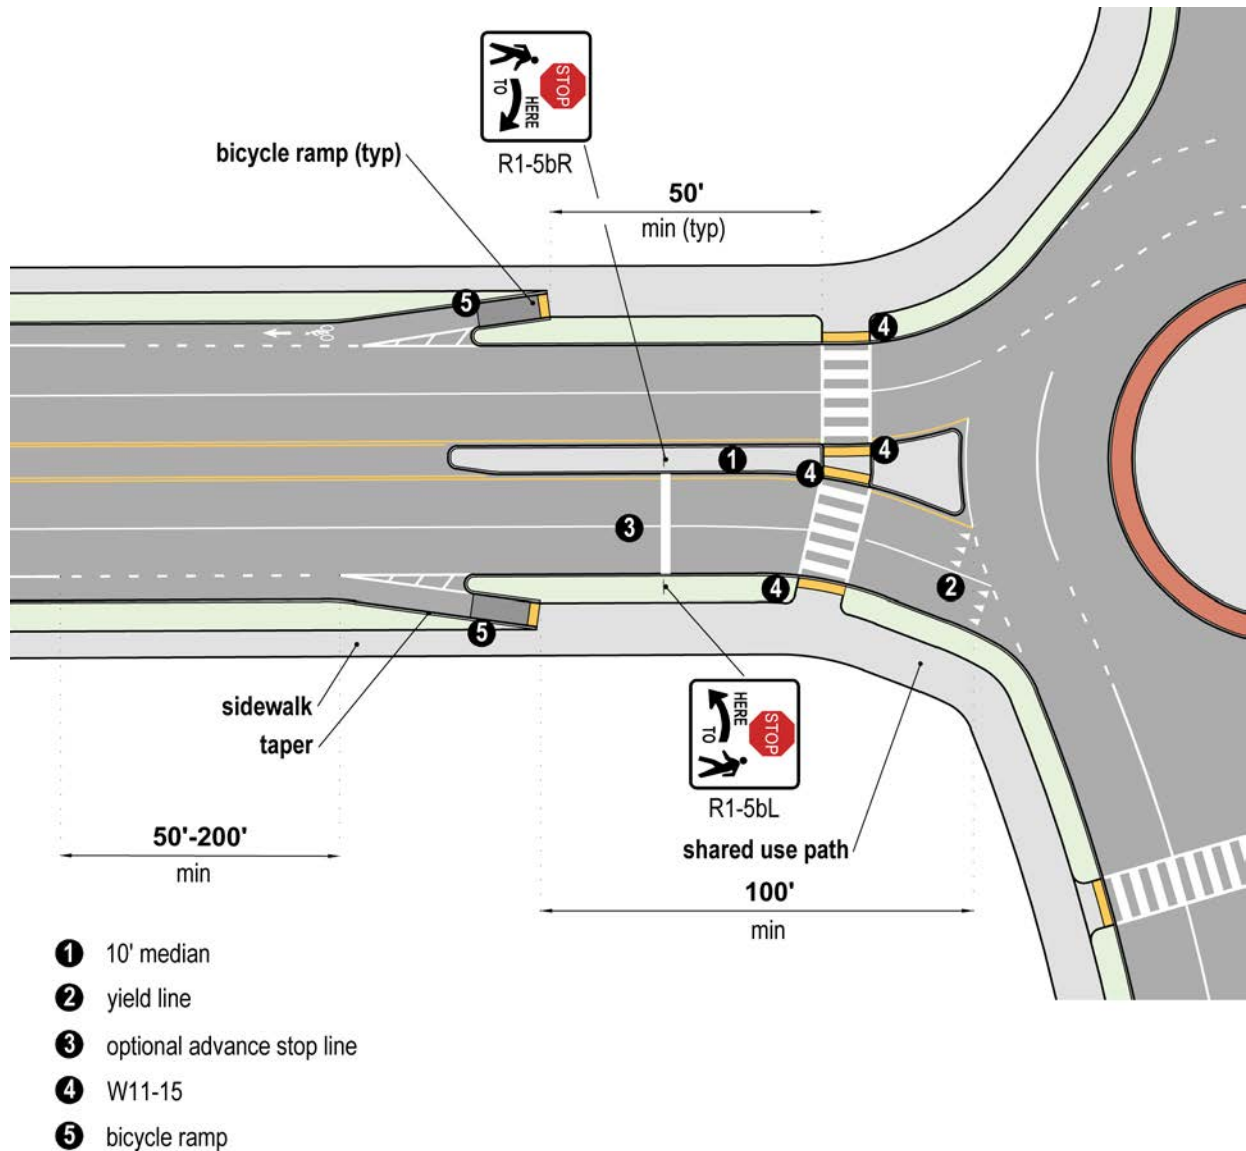 STOP
HERE
TO
R1-5bR
bicycle ramp (typ)
50'
min (typ)
5
4
4
1
4
3
2
4
5
sidewalk
taper
STOP
HERE
TO
R1-5bL
50'-200'
min
shared use path
100'
min
1 10' median
2 yield line
3 optional advance stop line
4 W11-15
5 bicycle ramp